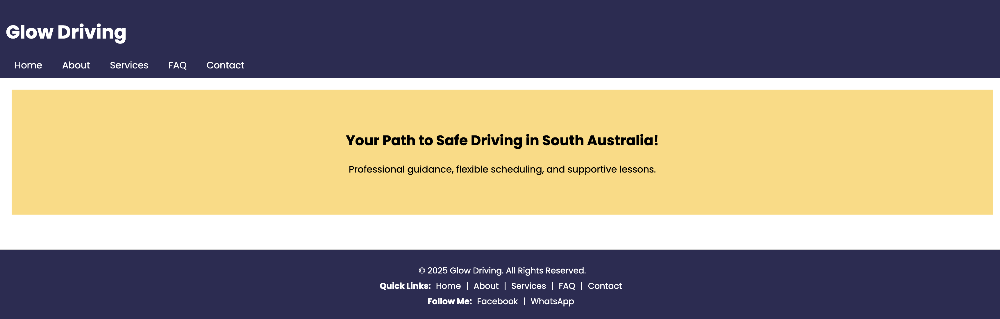 Glow Driving
Home About Services FAQ Contact
Your Path to Safe Driving in South Australia!
Professional guidance, flexible scheduling, and supportive lessons.
© 2025 Glow Driving. All Rights Reserved.
Quick Links: Home | About | Services | FAQ | Contact
Follow Me: Facebook | WhatsApp